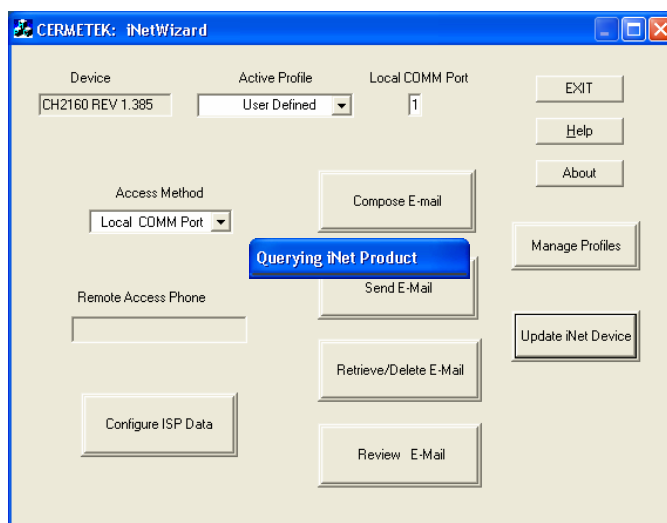 CERMETEK: iNetWizard
Device
Active Profile
Local COMM Port
CH2160 REV 1.385
User Defined
1
EXIT
Help
About
Access Method
Local COMM Port
Compose E-mail
Querying iNet Product
Manage Profiles
Send E-Mail
Remote Access Phone
Update iNet Device
Retrieve/Delete E-Mail
Configure ISP Data
Review E-Mail